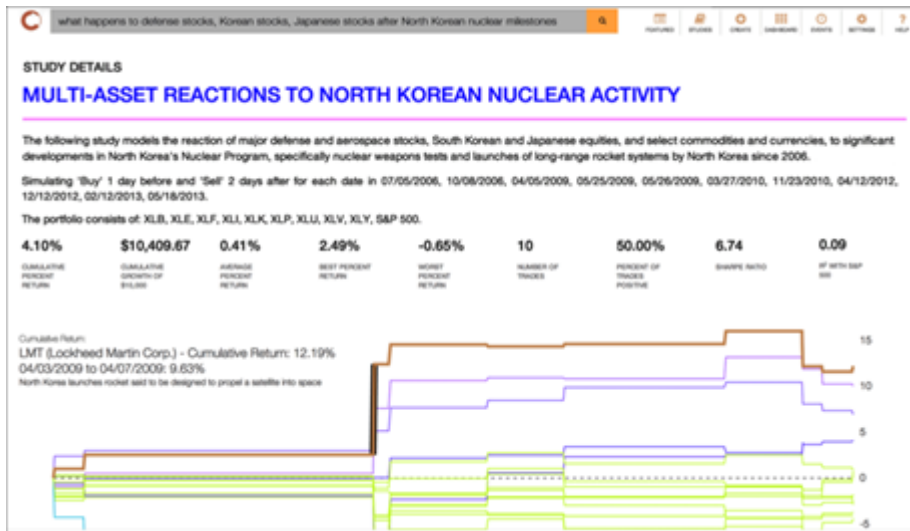 what happens to defense stocks, Korean stocks, Japanese stocks after North Korean nuclear milestones
FEATURED STUDIES CREATE DASHBOARD EVENTS SETTINGS HELP
STUDY DETAILS
MULTI-ASSET REACTIONS TO NORTH KOREAN NUCLEAR ACTIVITY
The following study models the reaction of major defense and aerospace stocks, South Korean and Japanese equities, and select commodities and currencies, to significant
developments in North Korea's Nuclear Program, specifically nuclear weapons tests and launches of long-range rocket systems by North Korea since 2006.
Simulating 'Buy' 1 day before and 'Sell' 2 days after for each date in 07/05/2006, 10/08/2006, 04/05/2009, 05/25/2009, 05/26/2009, 03/27/2010, 11/23/2010, 04/12/2012,
12/12/2012, 02/12/2013, 05/18/2013.
The portfolio consists of: XLB, XLE, XLF, XLI, XLK, XLP, XLU, XLV, XLY, S&P 500.
4.10% $10,409.67 0.41% 2.49% -0.65% 10 50.00% 6.74 0.09
CUMULATIVE CUMULATIVE AVERAGE BEST PERCENT WORST NUMBER OF PERCENT OF SHARPE RATIO R² WITH S&P
PERCENT GROWTH OF PERCENT RETURN PERCENT TRADES TRADES 500
RETURN $10,000 RETURN RETURN POSITIVE
Cumulative Return:
LMT (Lockheed Martin Corp.) - Cumulative Return: 12.19%
04/03/2009 to 04/07/2009: 9.63%
North Korea launches rocket said to be designed to propel a satellite into space
15
10
5
0
-5